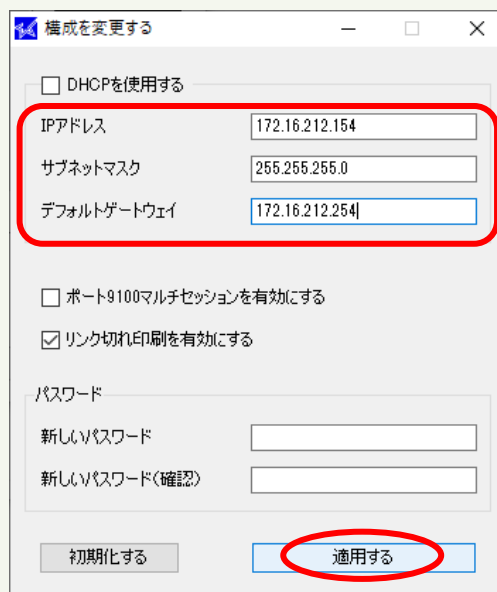 構成を変更する
DHCPを使用する
IPアドレス 172.16.212.154
サブネットマスク 255.255.255.0
デフォルトゲートウェイ 172.16.212.254
ポート9100マルチセッションを有効にする
リンク切れ印刷を有効にする
パスワード
新しいパスワード
新しいパスワード(確認)
初期化する 適用する